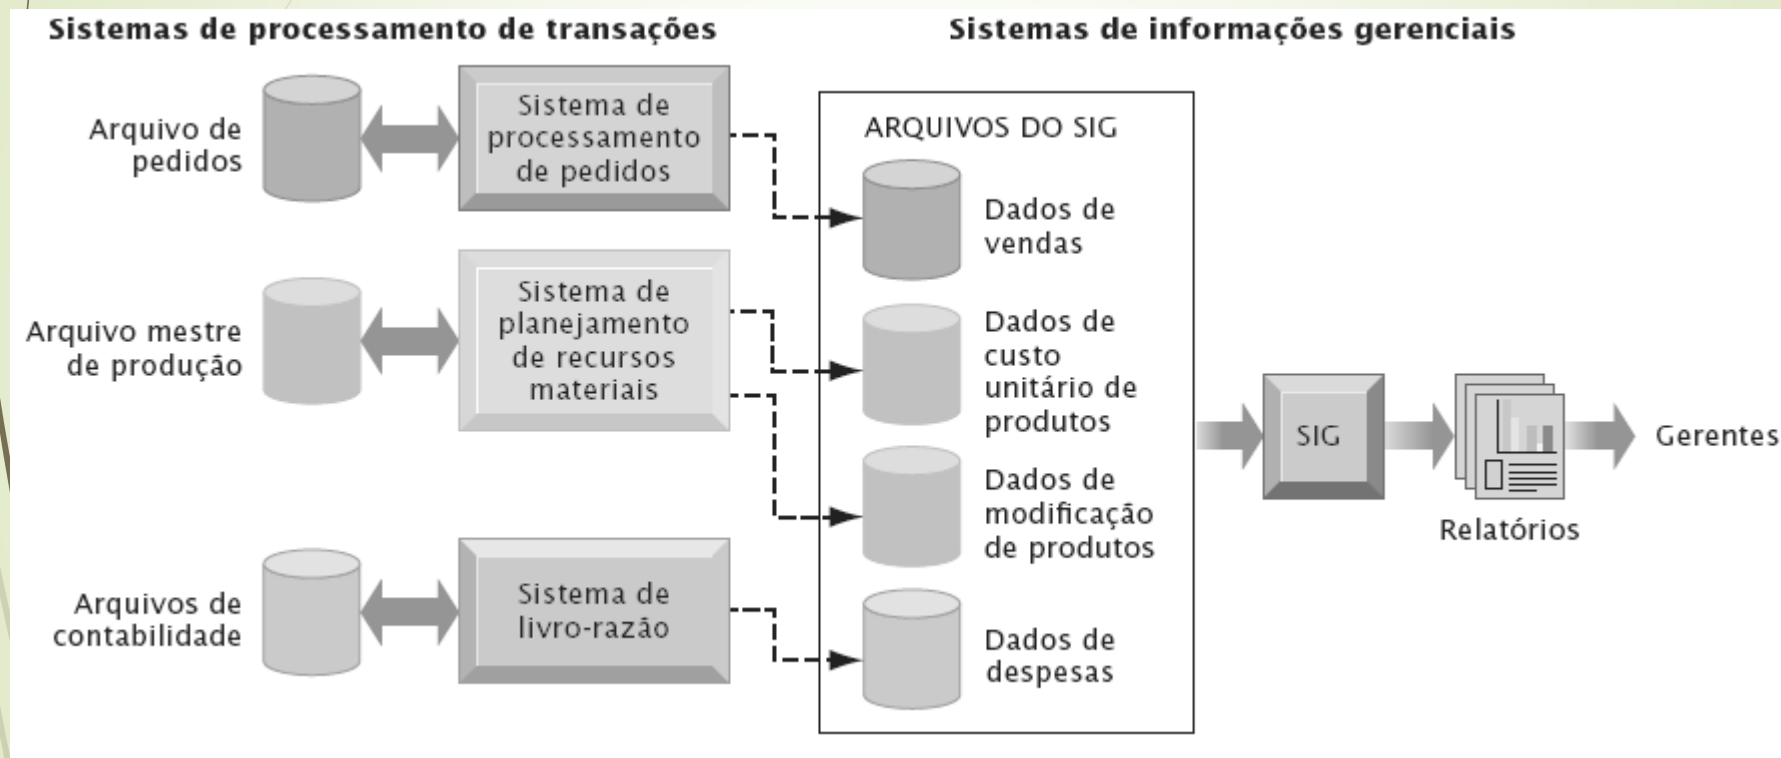 Sistemas de processamento de transações
Sistemas de informações gerenciais
Arquivo de
pedidos
Sistema de
processamento
de pedidos
Arquivo mestre
de produção
Sistema de
planejamento
de recursos
materiais
Arquivos de
contabilidade
Sistema de
livro-razão
ARQUIVOS DO SIG
Dados de
vendas
Dados de
custo
unitário de
produtos
Dados de
modificação
de produtos
Dados de
despesas
SIG
Relatórios
Gerentes